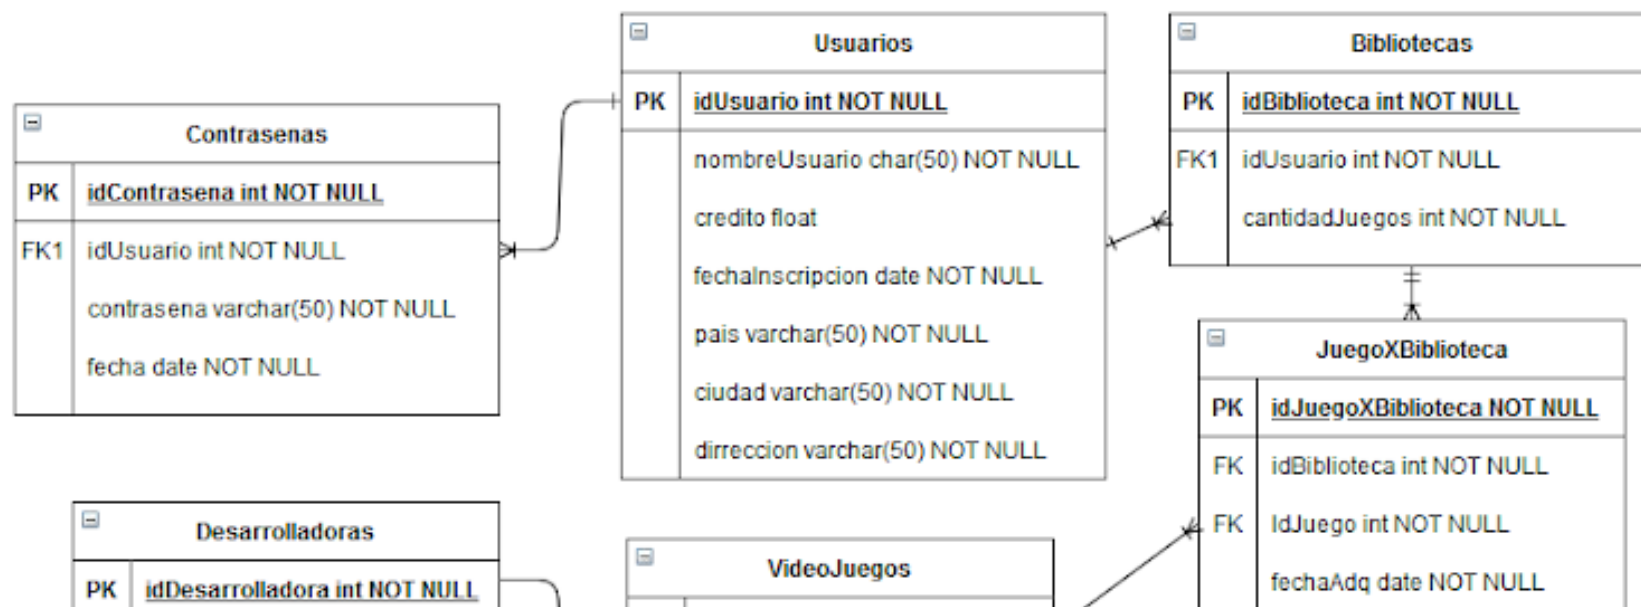 Usuarios
PK idUsuario int NOT NULL
nombreUsuario char(50) NOT NULL
credito float
fechaInscripcion date NOT NULL
pais varchar(50) NOT NULL
ciudad varchar(50) NOT NULL
dirreccion varchar(50) NOT NULL
Bibliotecas
PK idBiblioteca int NOT NULL
FK1 idUsuario int NOT NULL
cantidadJuegos int NOT NULL
Contrasenas
PK idContrasena int NOT NULL
FK1 idUsuario int NOT NULL
contrasena varchar(50) NOT NULL
fecha date NOT NULL
JuegoXBiblioteca
PK idJuegoXBiblioteca NOT NULL
FK idBiblioteca int NOT NULL
FK IdJuego int NOT NULL
fechaAdq date NOT NULL
Desarrolladoras
PK idDesarrolladora int NOT NULL
VideoJuegos